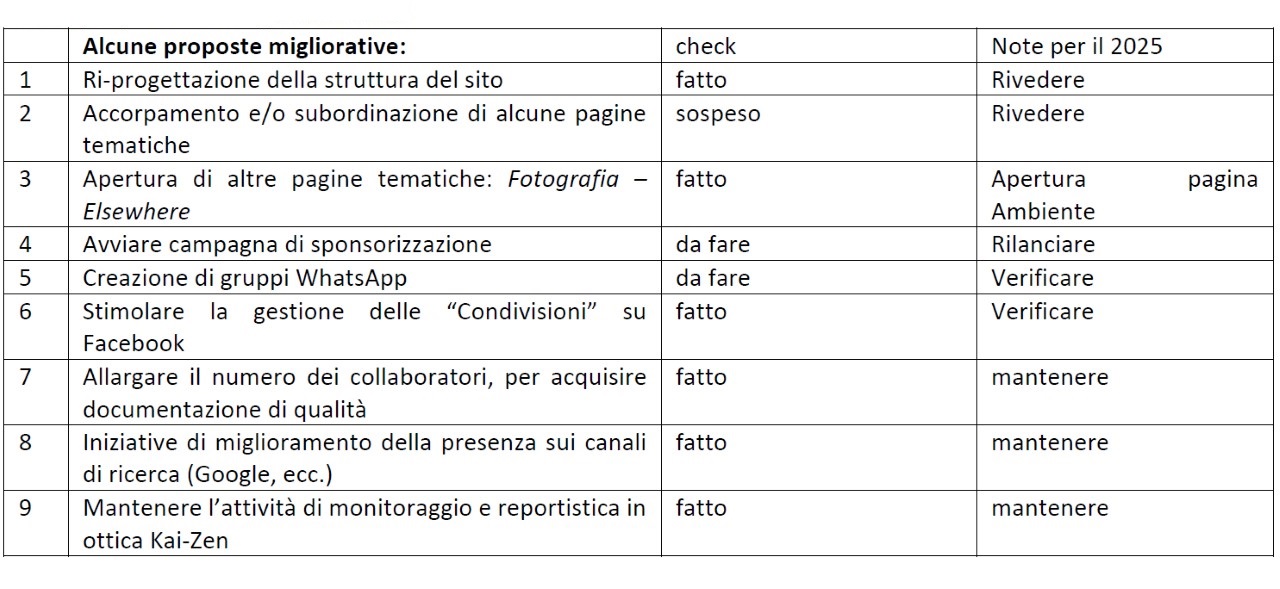 Alcune proposte migliorative: check Note per il 2025
1 Ri-progettazione della struttura del sito fatto Rivedere
2 Accorpamento e/o subordinazione di alcune pagine sospeso Rivedere
tematiche
3 Apertura di altre pagine tematiche: Fotografia – fatto Apertura pagina
Elsewhere Ambiente
4 Avviare campagna di sponsorizzazione da fare Rilanciare
5 Creazione di gruppi WhatsApp da fare Verificare
6 Stimolare la gestione delle “Condivisioni” su fatto Verificare
Facebook
7 Allargare il numero dei collaboratori, per acquisire fatto mantenere
documentazione di qualità
8 Iniziative di miglioramento della presenza sui canali fatto mantenere
di ricerca (Google, ecc.)
9 Mantenere l’attività di monitoraggio e reportistica in fatto mantenere
ottica Kai-Zen